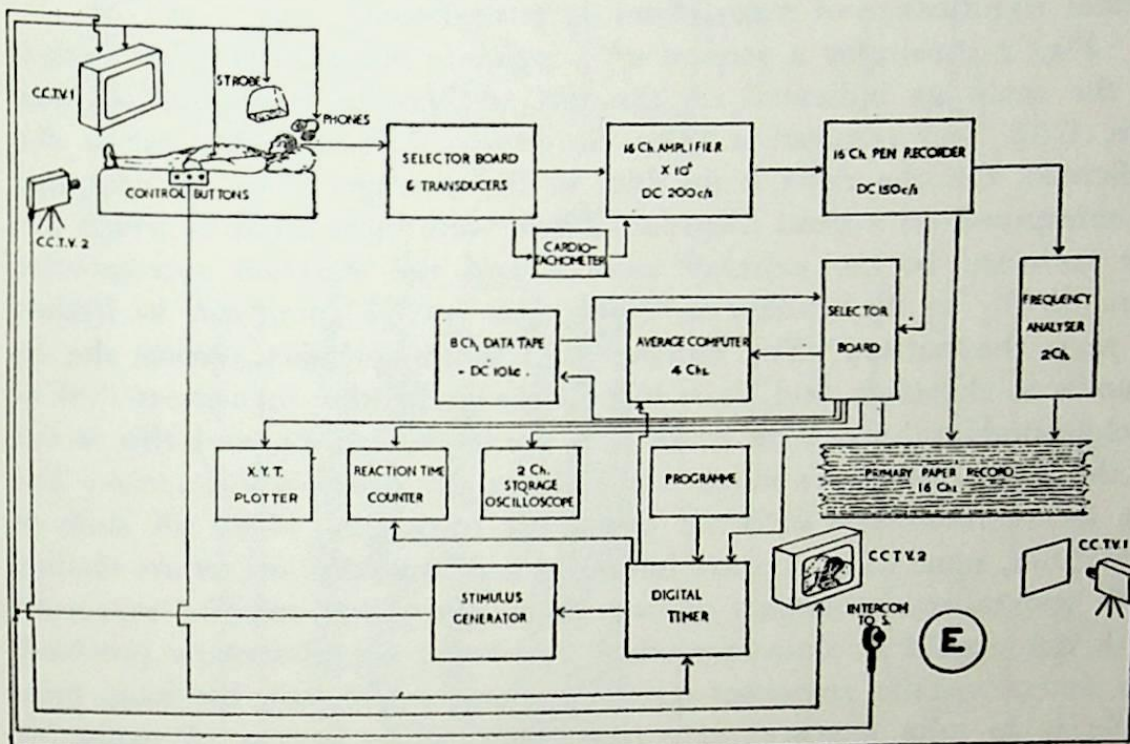 C.C.T.V.1
STROBE
PHONES
CONTROL BUTTONS
C.C.T.V. 2
SELECTOR BOARD
& TRANSDUCERS
16 Ch. AMPLIFIER
X 10⁴
DC 200 c/s
16 Ch. PEN RECORDER
DC 150 c/s
CARDIO-
TACHOMETER
8 Ch. DATA TAPE
- DC 10kc.
AVERAGE COMPUTER
4 Chs.
SELECTOR
BOARD
FREQUENCY
ANALYSER
2Ch.
X.Y.T.
PLOTTER
REACTION TIME
COUNTER
2 Ch.
STORAGE
OSCILLOSCOPE
PROGRAMME
PRIMARY PAPER RECORD
16 Chs.
STIMULUS
GENERATOR
DIGITAL
TIMER
C C T.V.2
C.C.T.V.1
INTERCOM
TO S.
E